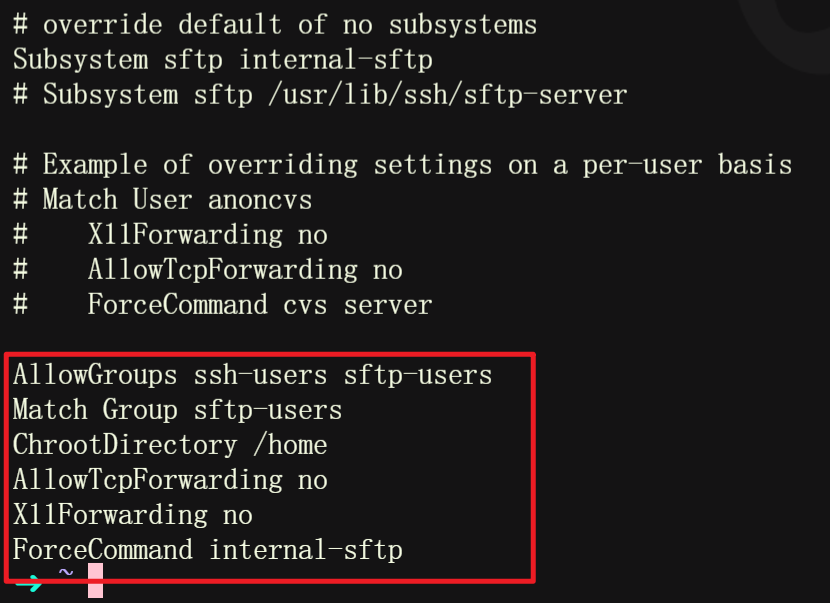 # override default of no subsystems
Subsystem sftp internal-sftp
# Subsystem sftp /usr/lib/ssh/sftp-server
# Example of overriding settings on a per-user basis
# Match User anoncvs
#    X11Forwarding no
#    AllowTcpForwarding no
#    ForceCommand cvs server
AllowGroups ssh-users sftp-users
Match Group sftp-users
ChrootDirectory /home
AllowTcpForwarding no
X11Forwarding no
ForceCommand internal-sftp
→ ~